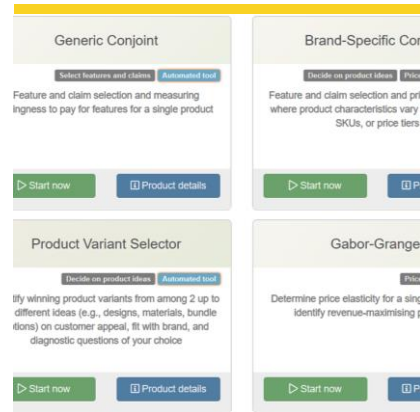 Generic Conjoint
Select features and claims Automated tool
Feature and claim selection and measuring
ingness to pay for features for a single product
Start now Product details
Brand-Specific Con
Decide on product ideas Price
Feature and claim selection and pri
where product characteristics vary
SKUs, or price tiers
Start now P
Product Variant Selector
Decide on product ideas Automated tool
ify winning product variants from among 2 up to
different ideas (e.g., designs, materials, bundle
tions) on customer appeal, fit with brand, and
diagnostic questions of your choice
Start now Product details
Gabor-Grange
Price
Determine price elasticity for a sing
identify revenue-maximising p
Start now P